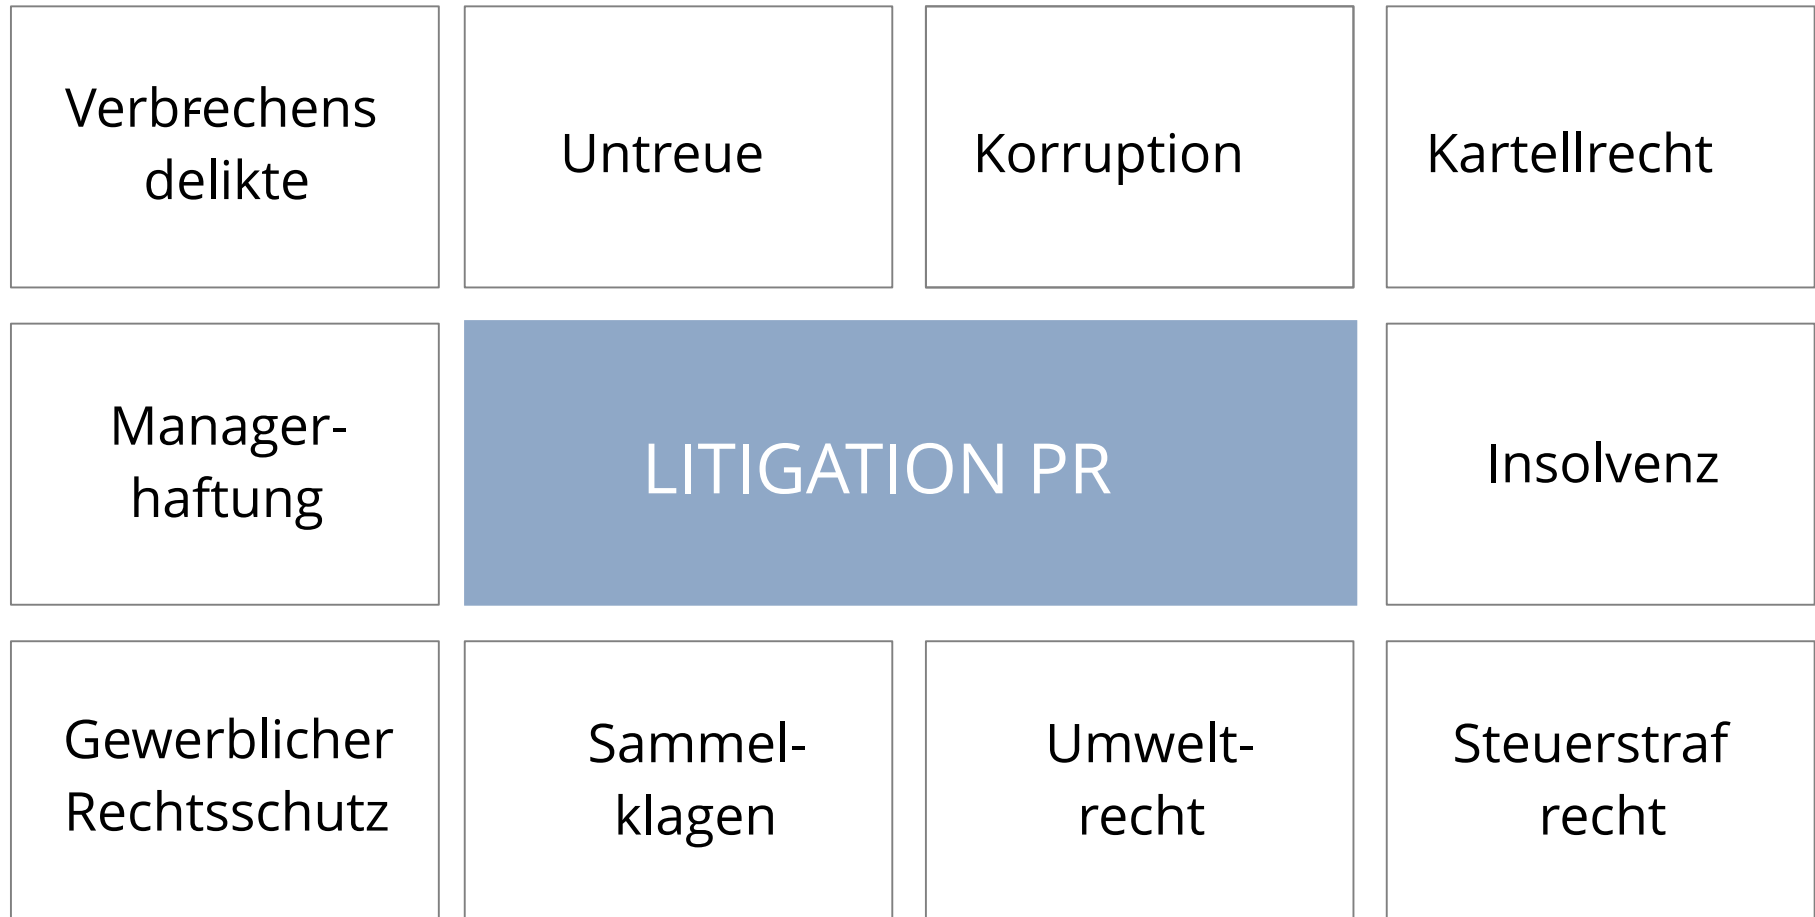 Verbrechens
delikte
Untreue
Korruption
Kartellrecht
Manager-
haftung
LITIGATION PR
Insolvenz
Gewerblicher
Rechtsschutz
Sammel-
klagen
Umwelt-
recht
Steuerstraf
recht